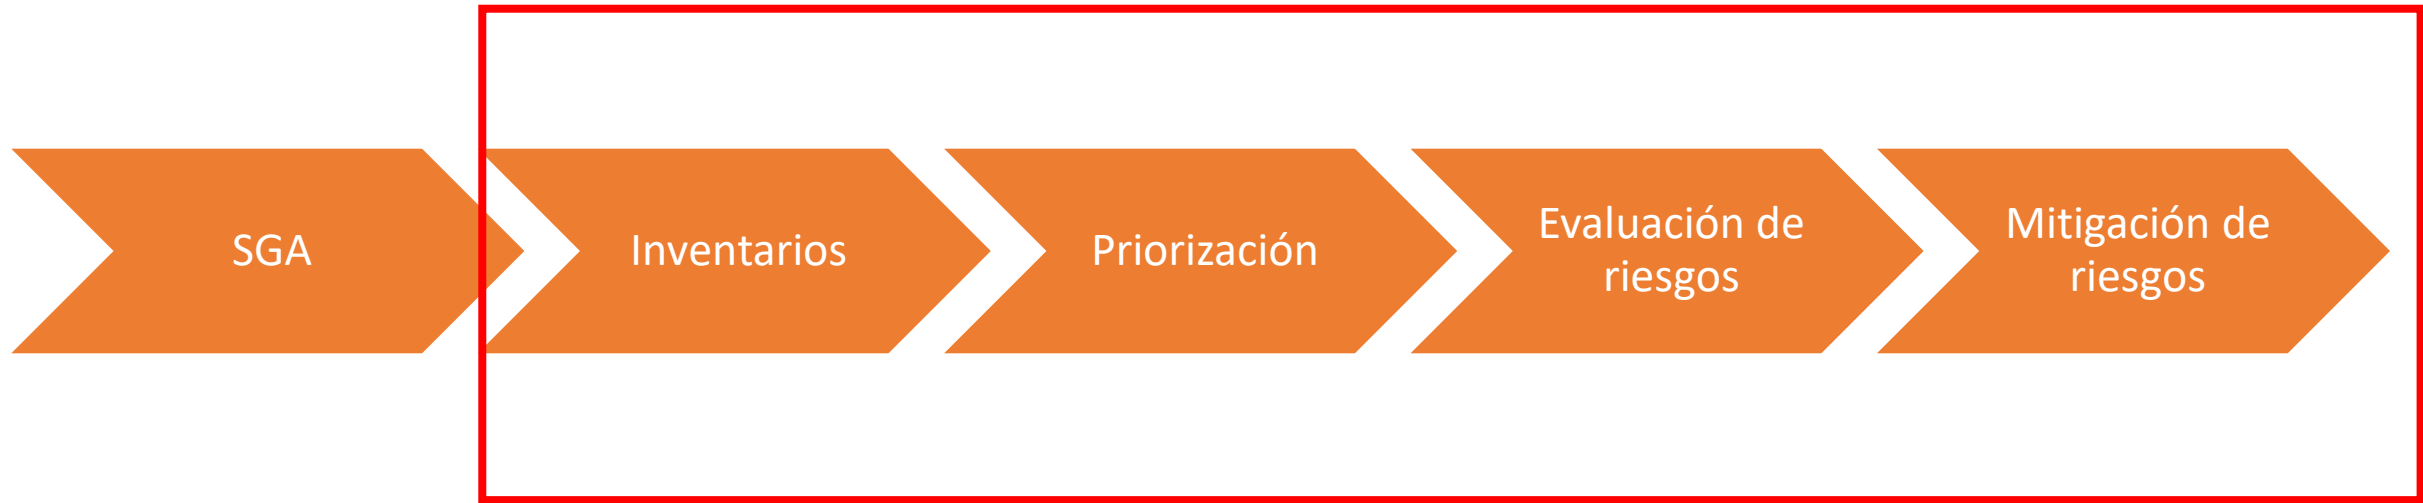 SGA
Inventarios
Priorización
Evaluación de
riesgos
Mitigación de
riesgos